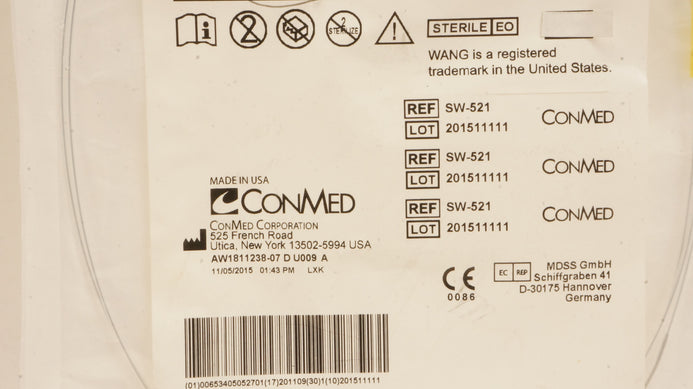 2
2
STERILIZE
STERILE EO
WANG is a registered
trademark in the United States.
REF SW-521
LOT 201511111
CONMED
REF SW-521
LOT 201511111
CONMED
REF SW-521
LOT 201511111
CONMED
MADE IN USA
CONMED
CONMED CORPORATION
525 French Road
Utica, New York 13502-5994 USA
AW1811238-07 D U009 A
11/05/2015 01:43 PM LXK
CE
0086
EC REP
MDSS GmbH
Schiffgraben 41
D-30175 Hannover
Germany
(01)00653405052701(17)201109(30)1(10)201511111